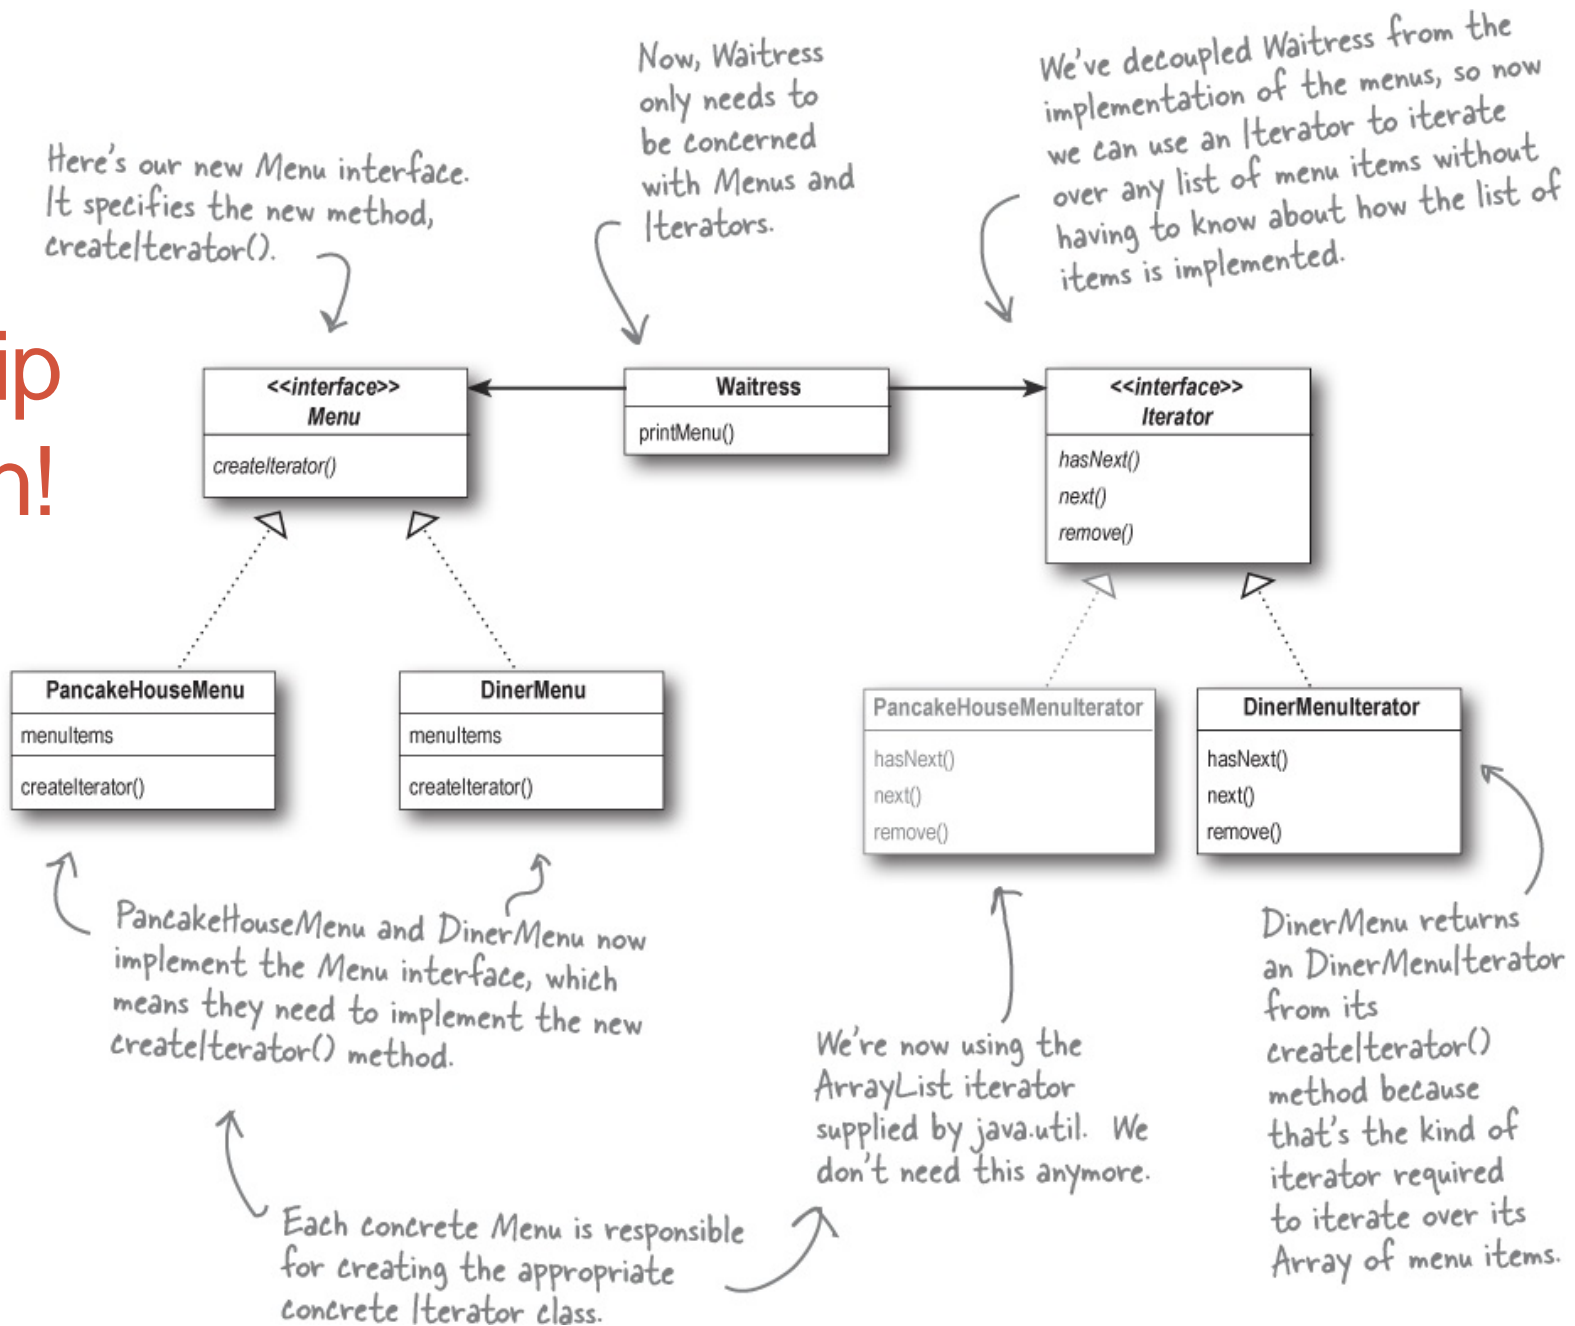 Here's our new Menu interface.
It specifies the new method,
createIterator().
Now, Waitress
only needs to
be concerned
with Menus and
Iterators.
We've decoupled Waitress from the
implementation of the menus, so now
we can use an Iterator to iterate
over any list of menu items without
having to know about how the list of
items is implemented.
ip
n!
<<interface>>
Menu
createIterator()
Waitress
printMenu()
<<interface>>
Iterator
hasNext()
next()
remove()
PancakeHouseMenu
menuItems
createIterator()
DinerMenu
menuItems
createIterator()
PancakeHouseMenuIterator
hasNext()
next()
remove()
DinerMenuIterator
hasNext()
next()
remove()
PancakeHouseMenu and DinerMenu now
implement the Menu interface, which
means they need to implement the new
createIterator() method.
We're now using the
ArrayList iterator
supplied by java.util. We
don't need this anymore.
DinerMenu returns
an DinerMenuIterator
from its
createIterator()
method because
that's the kind of
iterator required
to iterate over its
Array of menu items.
Each concrete Menu is responsible
for creating the appropriate
concrete Iterator class.